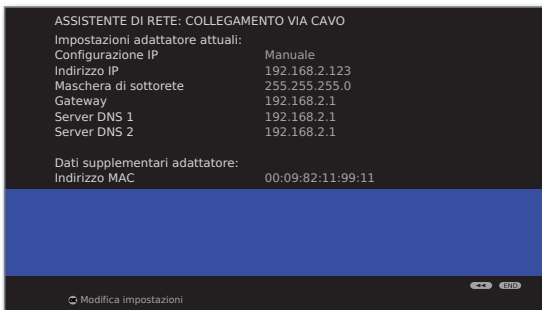 ASSISTENTE DI RETE: COLLEGAMENTO VIA CAVO
Impostazioni adattatore attuali:
Configurazione IP Manuale
Indirizzo IP 192.168.2.123
Maschera di sottorete 255.255.255.0
Gateway 192.168.2.1
Server DNS 1 192.168.2.1
Server DNS 2 192.168.2.1
Dati supplementari adattatore:
Indirizzo MAC 00:09:82:11:99:11
END
OK Modifica impostazioni